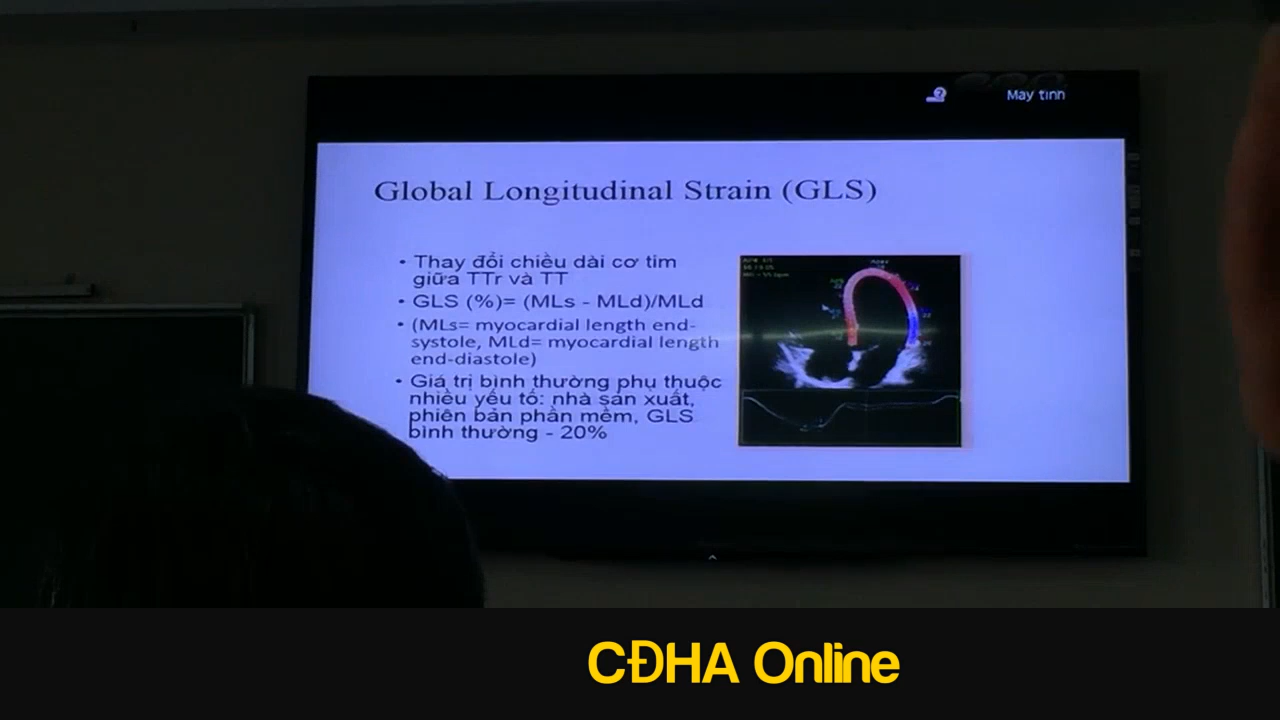 May tinh
Global Longitudinal Strain (GLS)
• Thay đổi chiều dài cơ tim
giữa TTr và TT
• GLS (%)= (MLs - MLd)/MLd
• (MLs= myocardial length end-
systole, MLd= myocardial length
end-diastole)
• Giá trị bình thường phụ thuộc
nhiều yếu tố: nhà sản xuất,
phiên bản phần mềm, GLS
bình thường - 20%
CĐHA Online